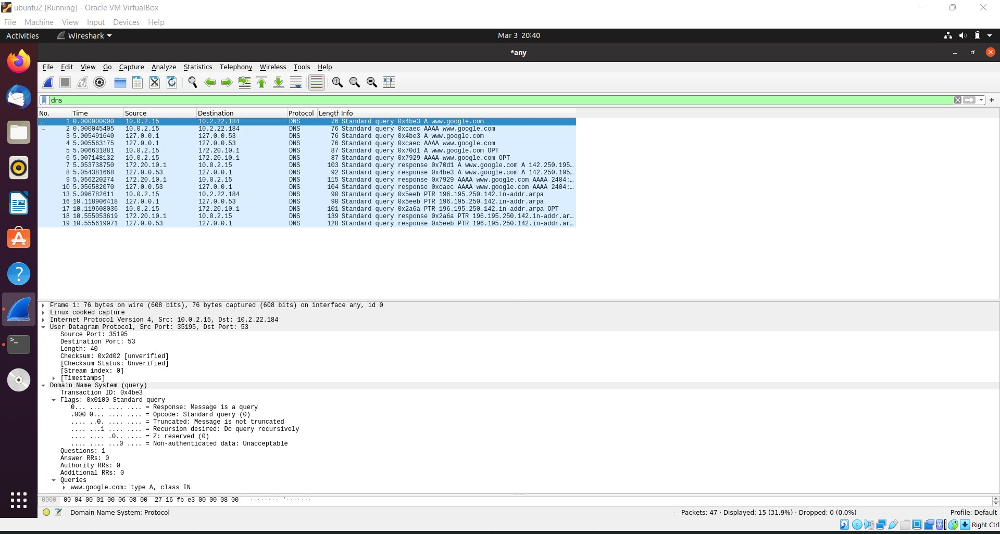 ubuntu2 [Running] - Oracle VM VirtualBox
File Machine View Input Devices Help
Activities Wireshark Mar 3 20:40
*any
File Edit View Go Capture Analyze Statistics Telephony Wireless Tools Help
dns
No. Time Source Destination Protocol Length Info
1 0.000000000 10.0.2.15 10.2.22.184 DNS 76 Standard query 0x4be3 A www.google.com
2 0.000045405 10.0.2.15 10.2.22.184 DNS 76 Standard query 0xcaec AAAA www.google.com
3 5.005491640 127.0.0.1 127.0.0.53 DNS 76 Standard query 0x4be3 A www.google.com
4 5.005563175 127.0.0.1 127.0.0.53 DNS 76 Standard query 0xcaec AAAA www.google.com
5 5.006631881 10.0.2.15 172.20.10.1 DNS 87 Standard query 0x70d1 A www.google.com OPT
6 5.007148132 10.0.2.15 172.20.10.1 DNS 87 Standard query 0x7929 AAAA www.google.com OPT
7 5.053738750 172.20.10.1 10.0.2.15 DNS 103 Standard query response 0x70d1 A www.google.com A 142.250.195…
8 5.054381668 127.0.0.53 127.0.0.1 DNS 92 Standard query response 0x4be3 A www.google.com A 142.250.195…
9 5.056220274 172.20.10.1 10.0.2.15 DNS 115 Standard query response 0x7929 AAAA www.google.com AAAA 2404:…
10 5.056582070 127.0.0.53 127.0.0.1 DNS 104 Standard query response 0xcaec AAAA www.google.com AAAA 2404:…
13 5.096782611 10.0.2.15 10.2.22.184 DNS 90 Standard query 0x5eeb PTR 196.195.250.142.in-addr.arpa
16 10.118906418 127.0.0.1 127.0.0.53 DNS 90 Standard query 0x5eeb PTR 196.195.250.142.in-addr.arpa
17 10.119608036 10.0.2.15 172.20.10.1 DNS 101 Standard query 0x2a6a PTR 196.195.250.142.in-addr.arpa OPT
18 10.555053619 172.20.10.1 10.0.2.15 DNS 139 Standard query response 0x2a6a PTR 196.195.250.142.in-addr.ar…
19 10.555619971 127.0.0.53 127.0.0.1 DNS 128 Standard query response 0x5eeb PTR 196.195.250.142.in-addr.ar…
Frame 1: 76 bytes on wire (608 bits), 76 bytes captured (608 bits) on interface any, id 0
Linux cooked capture
Internet Protocol Version 4, Src: 10.0.2.15, Dst: 10.2.22.184
User Datagram Protocol, Src Port: 35195, Dst Port: 53
Source Port: 35195
Destination Port: 53
Length: 40
Checksum: 0x2d02 [unverified]
[Checksum Status: Unverified]
[Stream index: 0]
[Timestamps]
Domain Name System (query)
Transaction ID: 0x4be3
Flags: 0x0100 Standard query
0... .... .... .... = Response: Message is a query
.000 0... .... .... = Opcode: Standard query (0)
.... ..0. .... .... = Truncated: Message is not truncated
.... ...1 .... .... = Recursion desired: Do query recursively
.... .... .0.. .... = Z: reserved (0)
.... .... ...0 .... = Non-authenticated data: Unacceptable
Questions: 1
Answer RRs: 0
Authority RRs: 0
Additional RRs: 0
Queries
www.google.com: type A, class IN
0000 00 04 00 01 00 06 08 00 27 16 fb e3 00 00 08 00 ········ '·······
Domain Name System: Protocol Packets: 47 · Displayed: 15 (31.9%) · Dropped: 0 (0.0%) Profile: Default
Right Ctrl